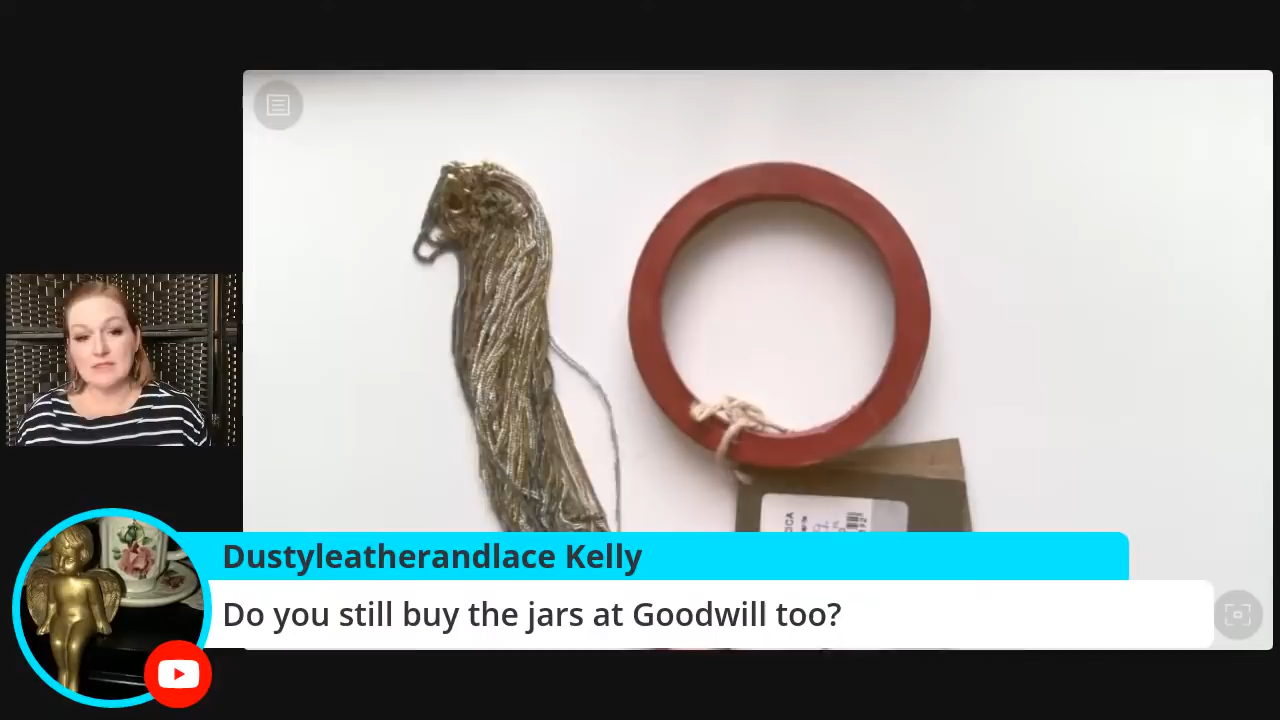 Dustyleatherandlace Kelly
Do you still buy the jars at Goodwill too?